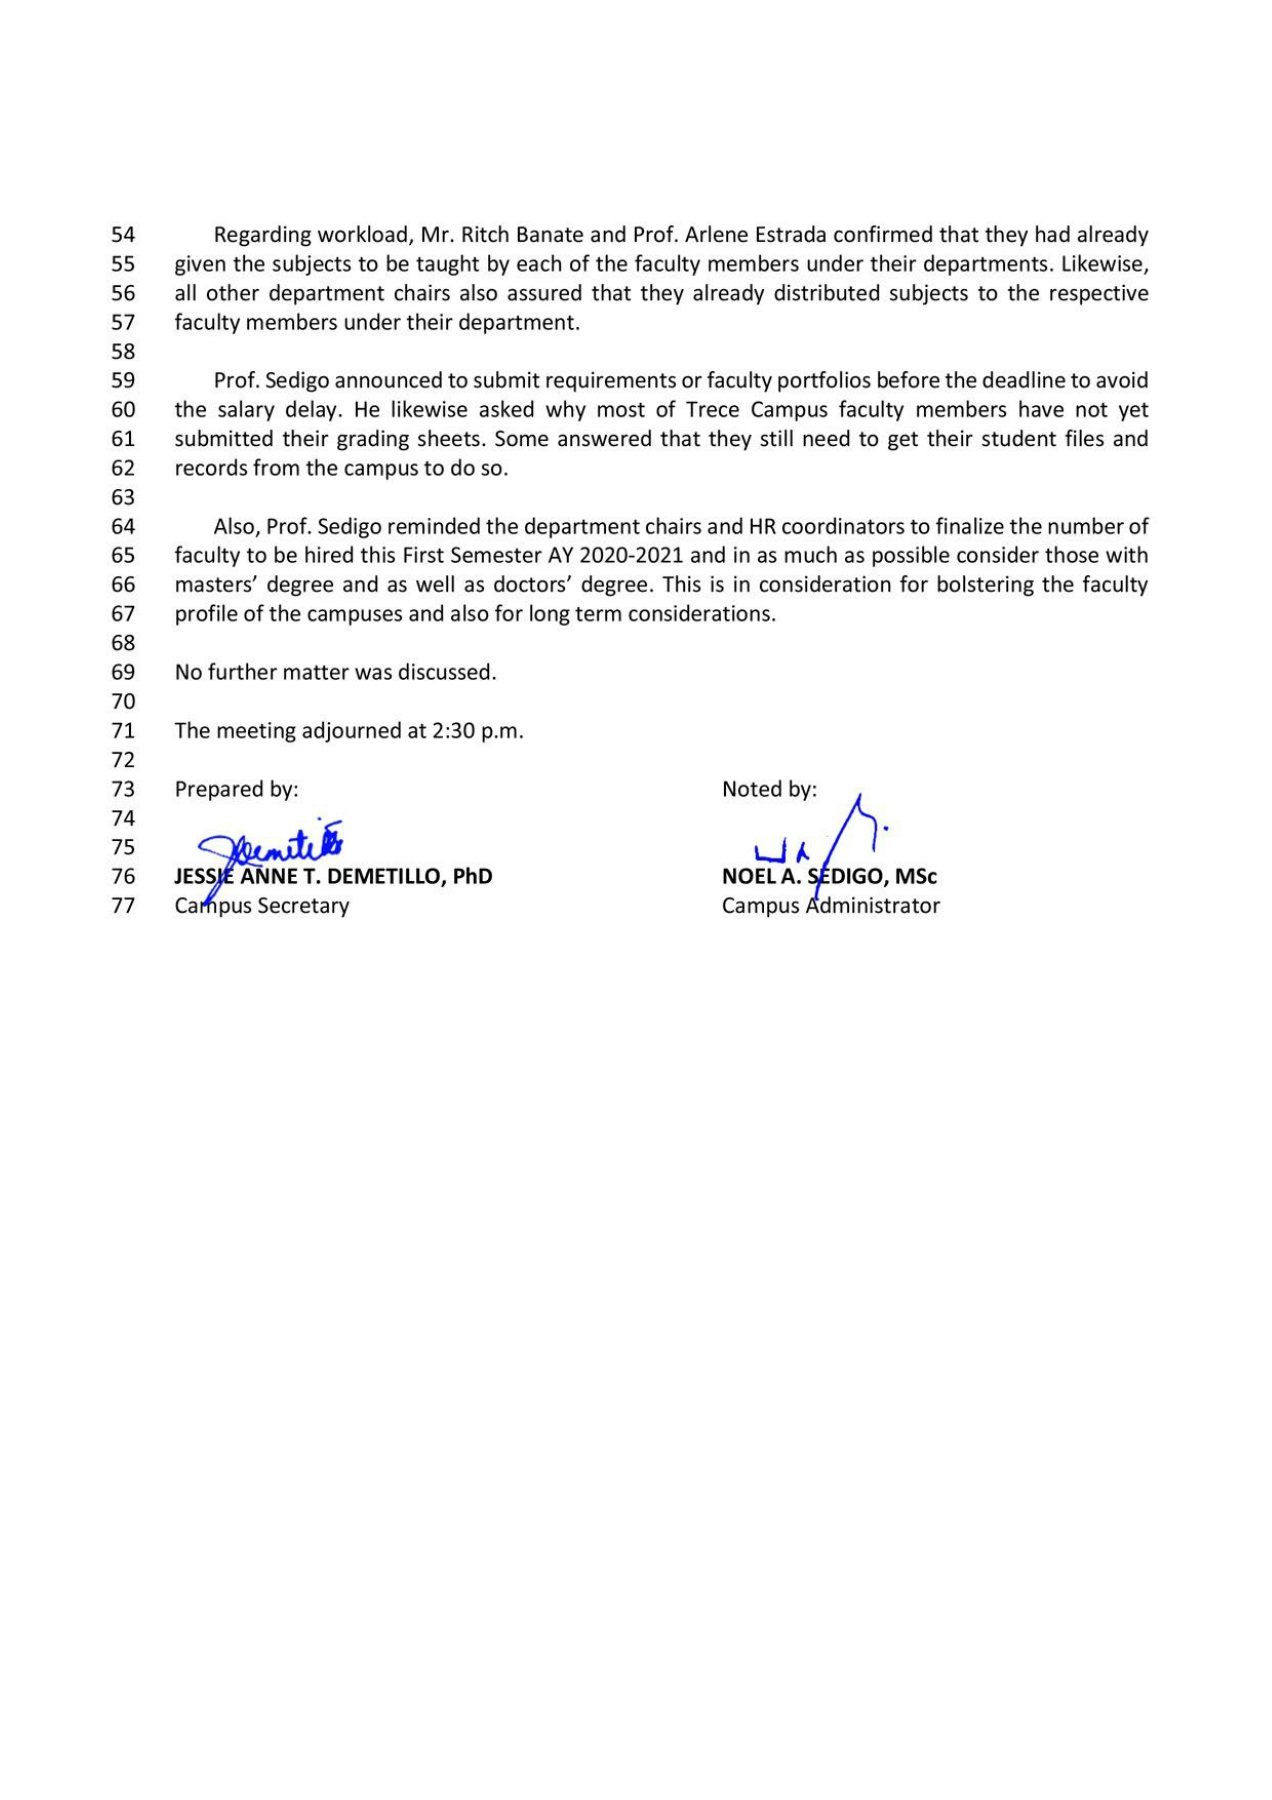 54 Regarding workload, Mr. Ritch Banate and Prof. Arlene Estrada confirmed that they had already
55 given the subjects to be taught by each of the faculty members under their departments. Likewise,
56 all other department chairs also assured that they already distributed subjects to the respective
57 faculty members under their department.
58
59 Prof. Sedigo announced to submit requirements or faculty portfolios before the deadline to avoid
60 the salary delay. He likewise asked why most of Trece Campus faculty members have not yet
61 submitted their grading sheets. Some answered that they still need to get their student files and
62 records from the campus to do so.
63
64 Also, Prof. Sedigo reminded the department chairs and HR coordinators to finalize the number of
65 faculty to be hired this First Semester AY 2020-2021 and in as much as possible consider those with
66 masters’ degree and as well as doctors’ degree. This is in consideration for bolstering the faculty
67 profile of the campuses and also for long term considerations.
68
69 No further matter was discussed.
70
71 The meeting adjourned at 2:30 p.m.
72
73 Prepared by: Noted by:
74
75
76 JESSIE ANNE T. DEMETILLO, PhD NOEL A. SEDIGO, MSc
77 Campus Secretary Campus Administrator